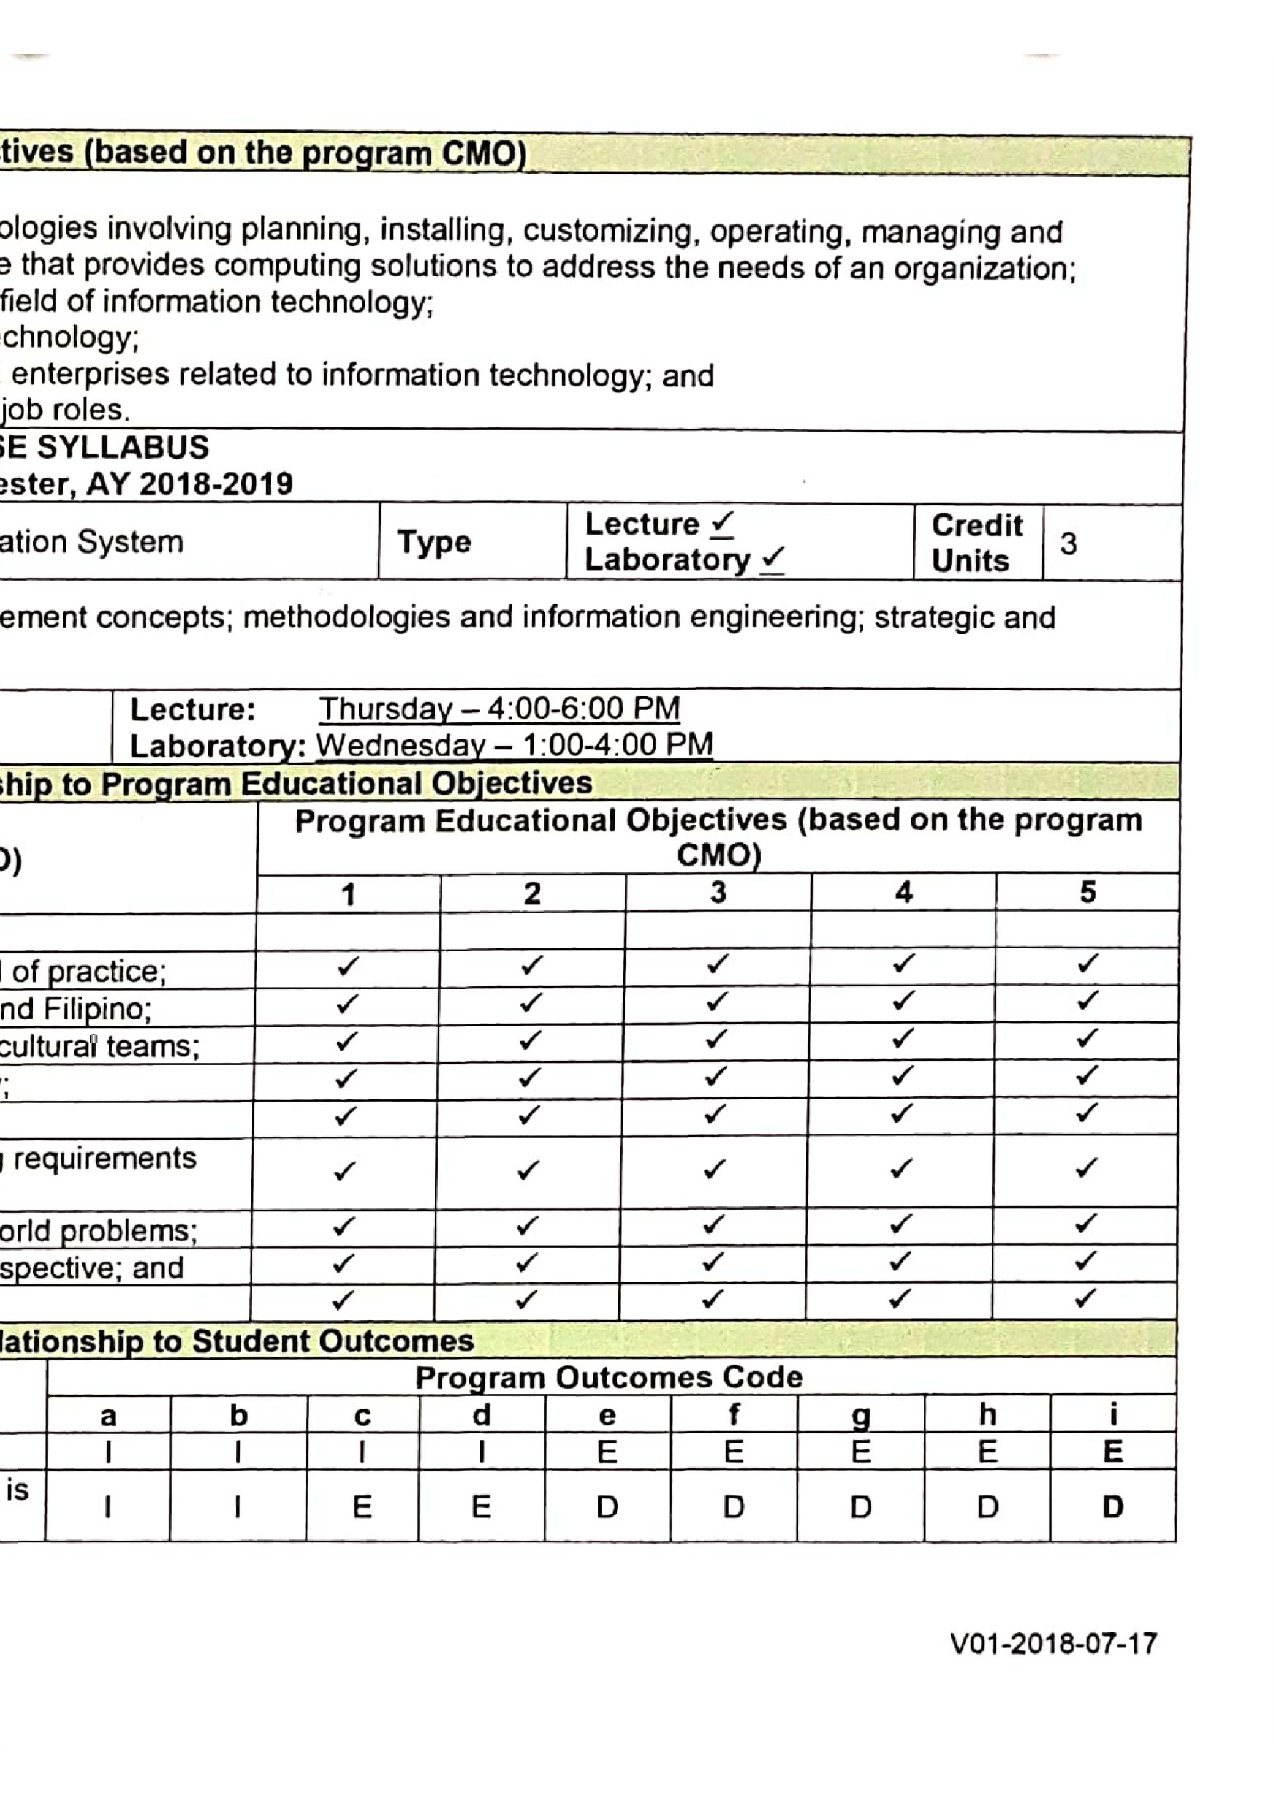 tives (based on the program CMO)
ologies involving planning, installing, customizing, operating, managing and
e that provides computing solutions to address the needs of an organization;
field of information technology;
chnology;
enterprises related to information technology; and
job roles.
SE SYLLABUS
ester, AY 2018-2019
ation System Type Lecture ✓ Credit 3
Laboratory ✓ Units
ement concepts; methodologies and information engineering; strategic and
Lecture: Thursday – 4:00-6:00 PM
Laboratory: Wednesday – 1:00-4:00 PM
ship to Program Educational Objectives
Program Educational Objectives (based on the program
O) CMO)
1 2 3 4 5
of practice; ✓ ✓ ✓ ✓ ✓
nd Filipino; ✓ ✓ ✓ ✓ ✓
cultural teams; ✓ ✓ ✓ ✓ ✓
; ✓ ✓ ✓ ✓ ✓
✓ ✓ ✓ ✓ ✓
g requirements ✓ ✓ ✓ ✓ ✓
orld problems; ✓ ✓ ✓ ✓ ✓
spective; and ✓ ✓ ✓ ✓ ✓
✓ ✓ ✓ ✓ ✓
lationship to Student Outcomes
Program Outcomes Code
a b c d e f g h i
I I I I E E E E E
is I I E E D D D D D
V01-2018-07-17